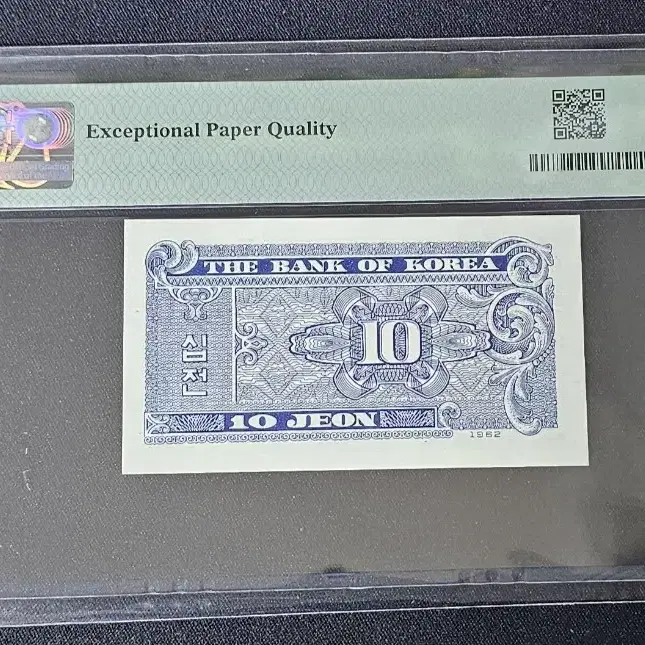 Exceptional Paper Quality
THE BANK OF KOREA
십전
10
10 JEON
1962